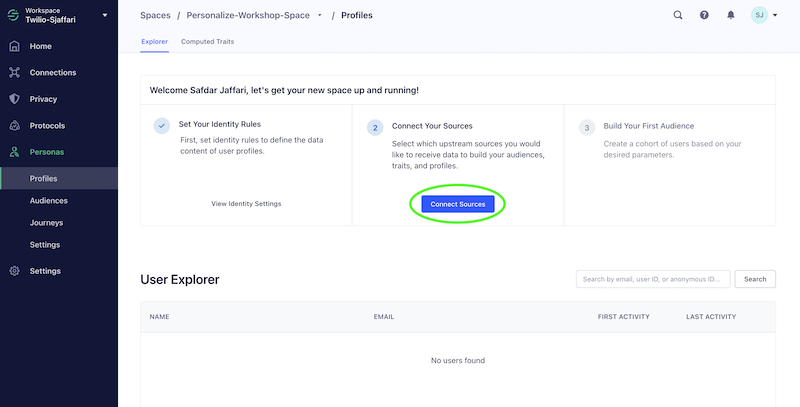 Workspace
Twilio-Sjaffari
Home
Connections
Privacy
Protocols
Personas
Profiles
Audiences
Journeys
Settings
Settings
Spaces / Personalize-Workshop-Space / Profiles
SJ
Explorer
Computed Traits
Welcome Safdar Jaffari, let's get your new space up and running!
Set Your Identity Rules
First, set identity rules to define the data
content of user profiles.
View Identity Settings
2
Connect Your Sources
Select which upstream sources you would
like to receive data to build your audiences,
traits, and profiles.
Connect Sources
3
Build Your First Audience
Create a cohort of users based on your
desired parameters.
User Explorer
Search by email, user ID, or anonymous ID...
Search
NAME EMAIL FIRST ACTIVITY LAST ACTIVITY
No users found